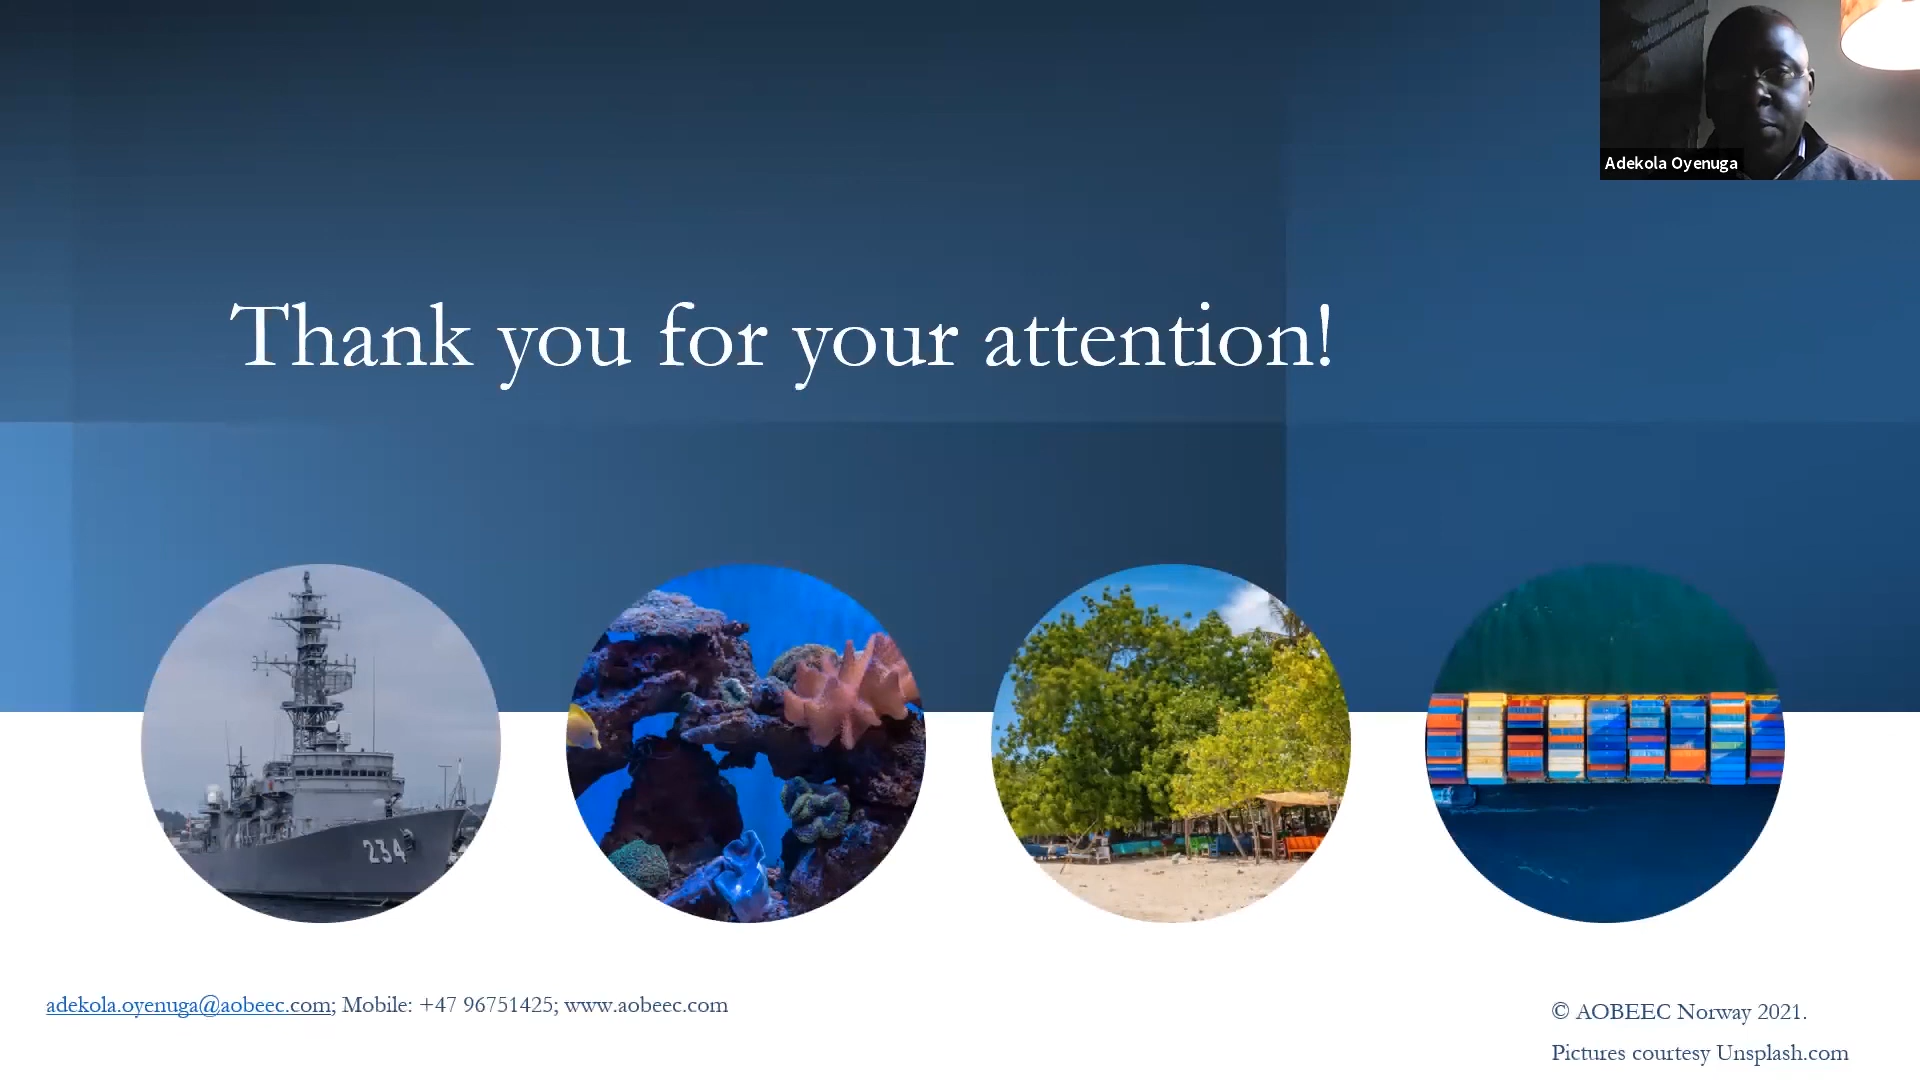 Adekola Oyenuga
Thank you for your attention!
234
adekola.oyenuga@aobeec.com; Mobile: +47 96751425; www.aobeec.com
© AOBEEC Norway 2021.
Pictures courtesy Unsplash.com